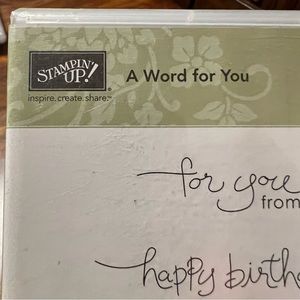 STAMPIN' UP!
inspire.create.share.
A Word for You
for you
from
happy birth